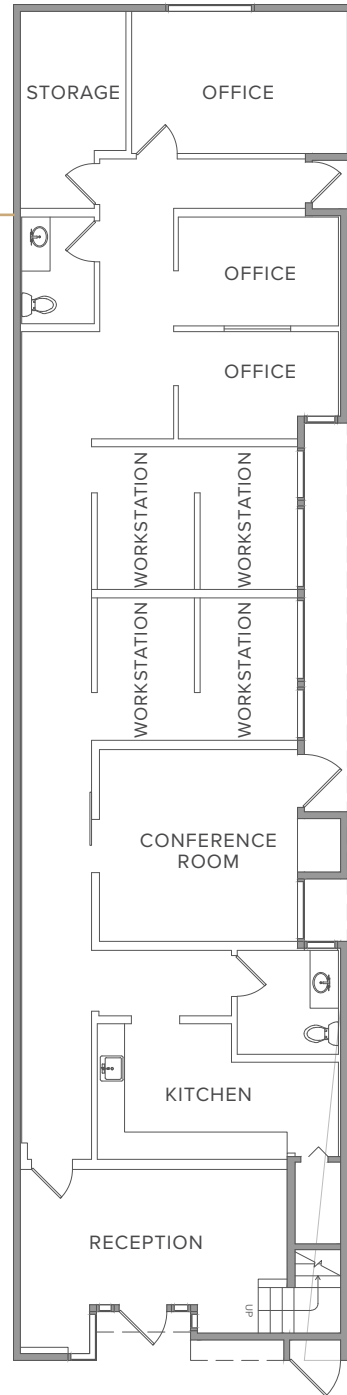 STORAGE
OFFICE
OFFICE
OFFICE
WORKSTATION
WORKSTATION
WORKSTATION
WORKSTATION
CONFERENCE
ROOM
KITCHEN
RECEPTION
UP